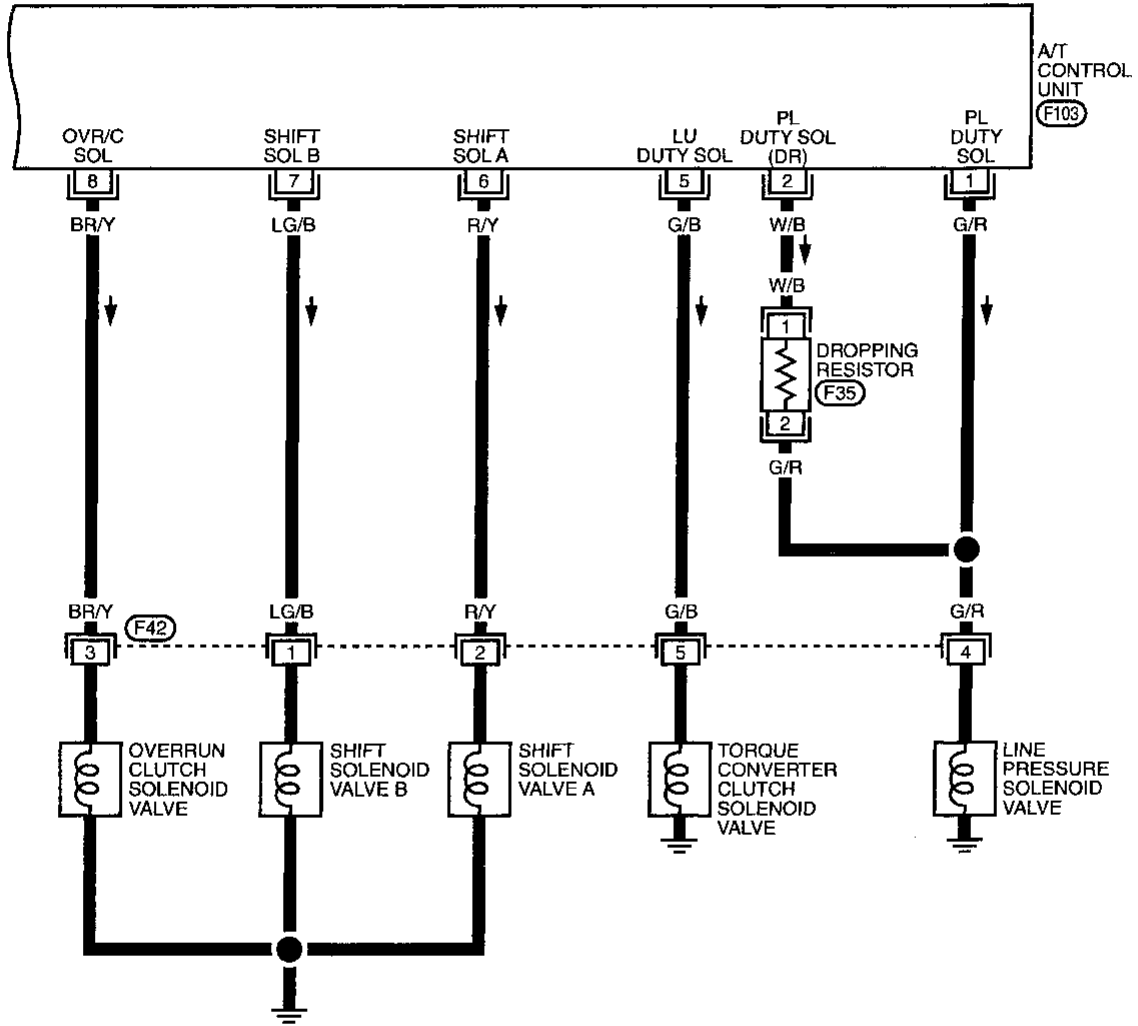 A/T
CONTROL
UNIT
F103
OVR/C
SOL
SHIFT
SOL B
SHIFT
SOL A
LU
DUTY SOL
PL
DUTY SOL
(DR)
PL
DUTY
SOL
8
7
6
5
2
1
BR/Y
LG/B
R/Y
G/B
W/B
G/R
W/B
1
DROPPING
RESISTOR
F35
2
G/R
BR/Y
F42
LG/B
R/Y
G/B
G/R
3
1
2
5
4
OVERRUN
CLUTCH
SOLENOID
VALVE
SHIFT
SOLENOID
VALVE B
SHIFT
SOLENOID
VALVE A
TORQUE
CONVERTER
CLUTCH
SOLENOID
VALVE
LINE
PRESSURE
SOLENOID
VALVE